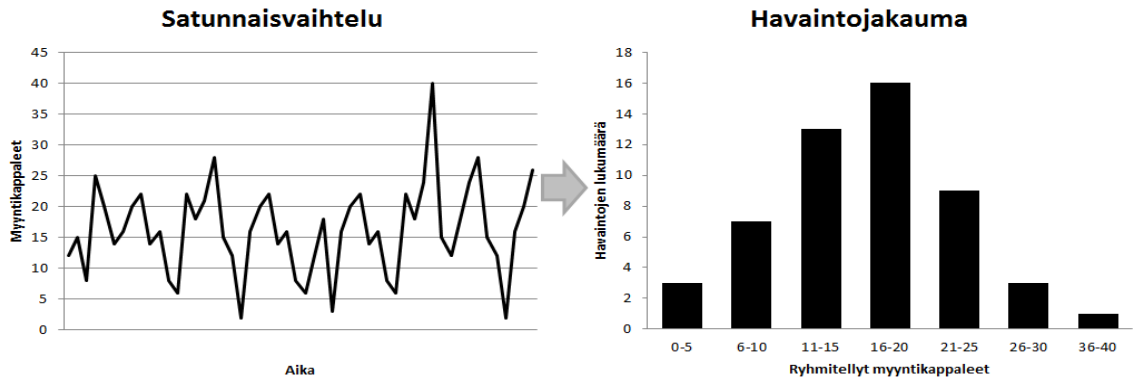 Satunnaisvaihtelu
Myyntikappaleet
45
40
35
30
25
20
15
10
5
0
Aika
Havaintojakauma
Havaintojen lukumäärä
18
16
14
12
10
8
6
4
2
0
0-5 6-10 11-15 16-20 21-25 26-30 36-40
Ryhmitellyt myyntikappaleet